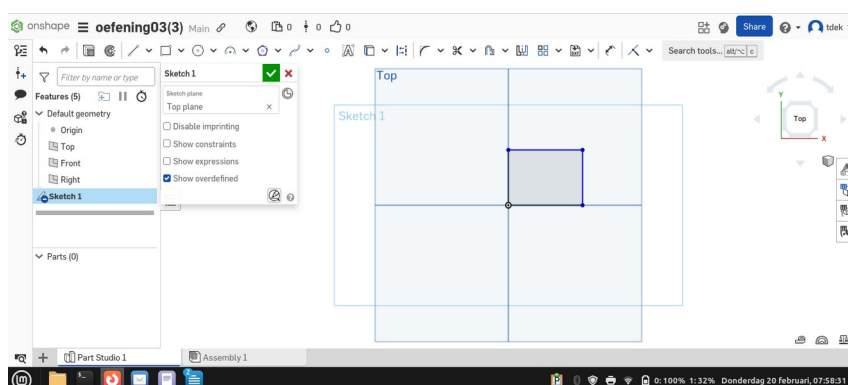 onshape oefening03(3) Main 0 0 0 Share tdek
Search tools... alt/⌥ c
Filter by name or type
Features (5)
Default geometry
Origin
Top
Front
Right
Sketch 1
Parts (0)
Sketch 1
Sketch plane
Top plane
Disable imprinting
Show constraints
Show expressions
Show overdefined
Top
Sketch 1
Y
Top
X
Part Studio 1 Assembly 1
0: 100% 1: 32% Donderdag 20 februari, 07:58:31